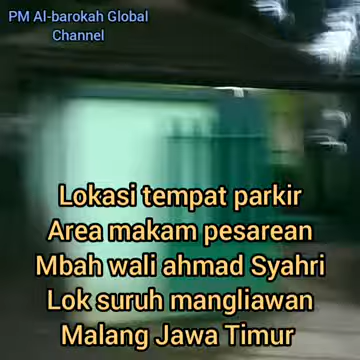 PM Al-barokah Global
Channel
Lokasi tempat parkir
Area makam pesarean
Mbah wali ahmad Syahri
Lok suruh mangliawan
Malang Jawa Timur